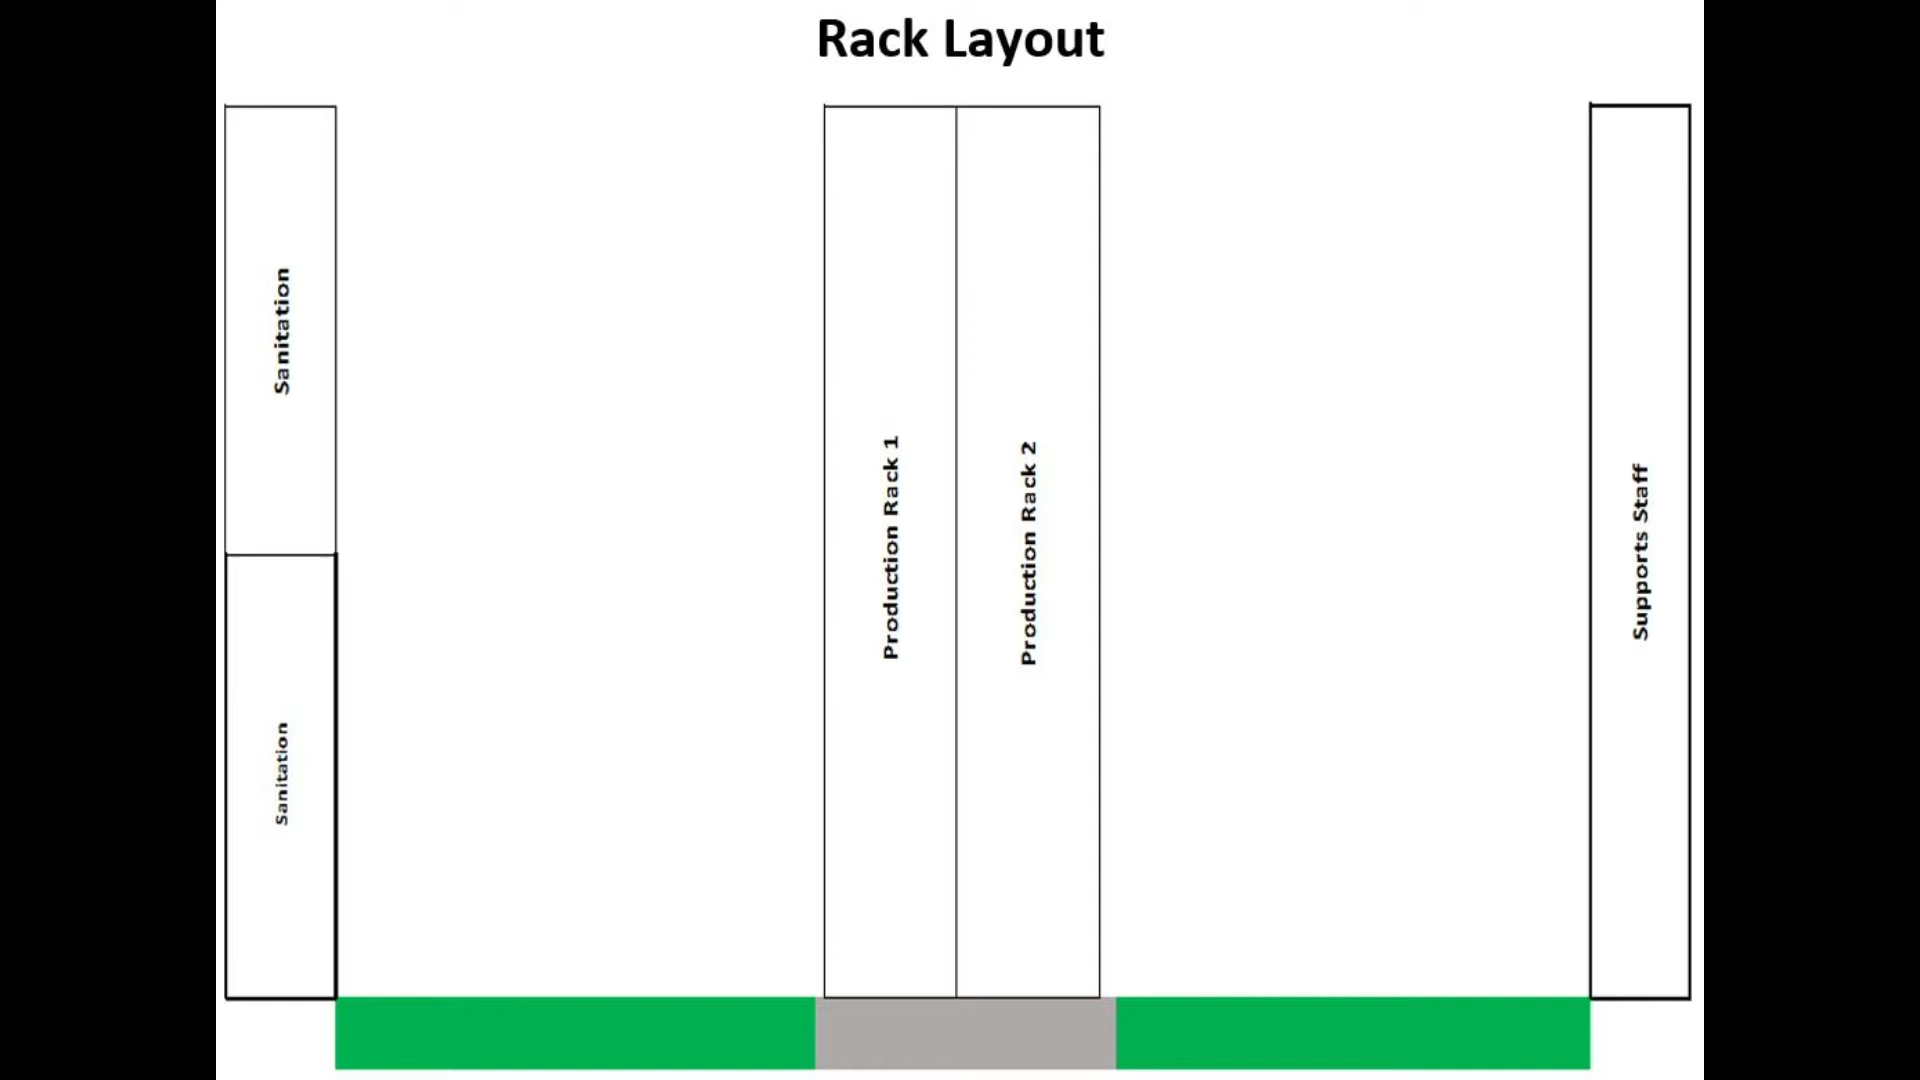 Rack Layout
Sanitation
Sanitation
Production Rack 1
Production Rack 2
Supports Staff